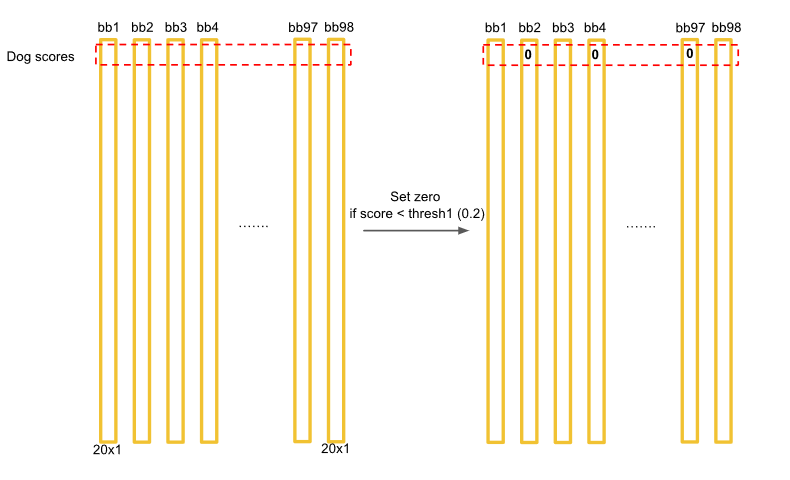 bb1 bb2 bb3 bb4 bb97 bb98
bb1 bb2 bb3 bb4 bb97 bb98
Dog scores
0 0 0
Set zero
if score < thresh1 (0.2)
.......
.......
20x1 20x1